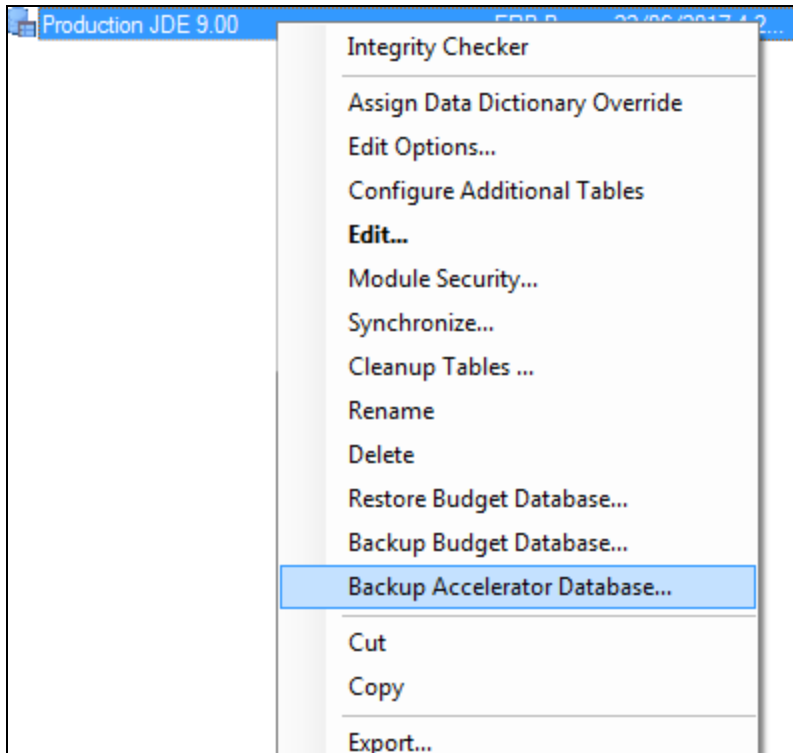 Production JDE 9.00
Integrity Checker
Assign Data Dictionary Override
Edit Options...
Configure Additional Tables
Edit...
Module Security...
Synchronize...
Cleanup Tables ...
Rename
Delete
Restore Budget Database...
Backup Budget Database...
Backup Accelerator Database...
Cut
Copy
Export...